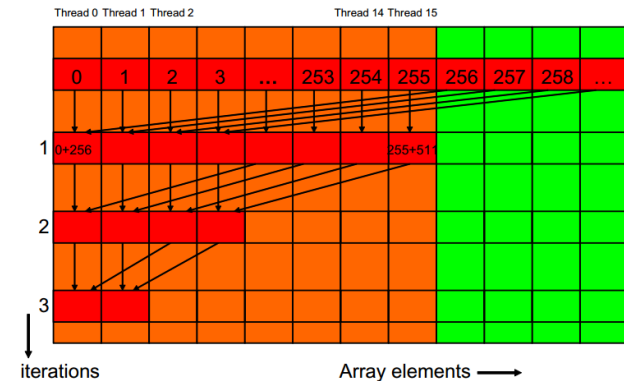 Thread 0 Thread 1 Thread 2 Thread 14 Thread 15
0 1 2 3 ... 253 254 255 256 257 258 ...
1 0+256 255+511
2
3
iterations Array elements